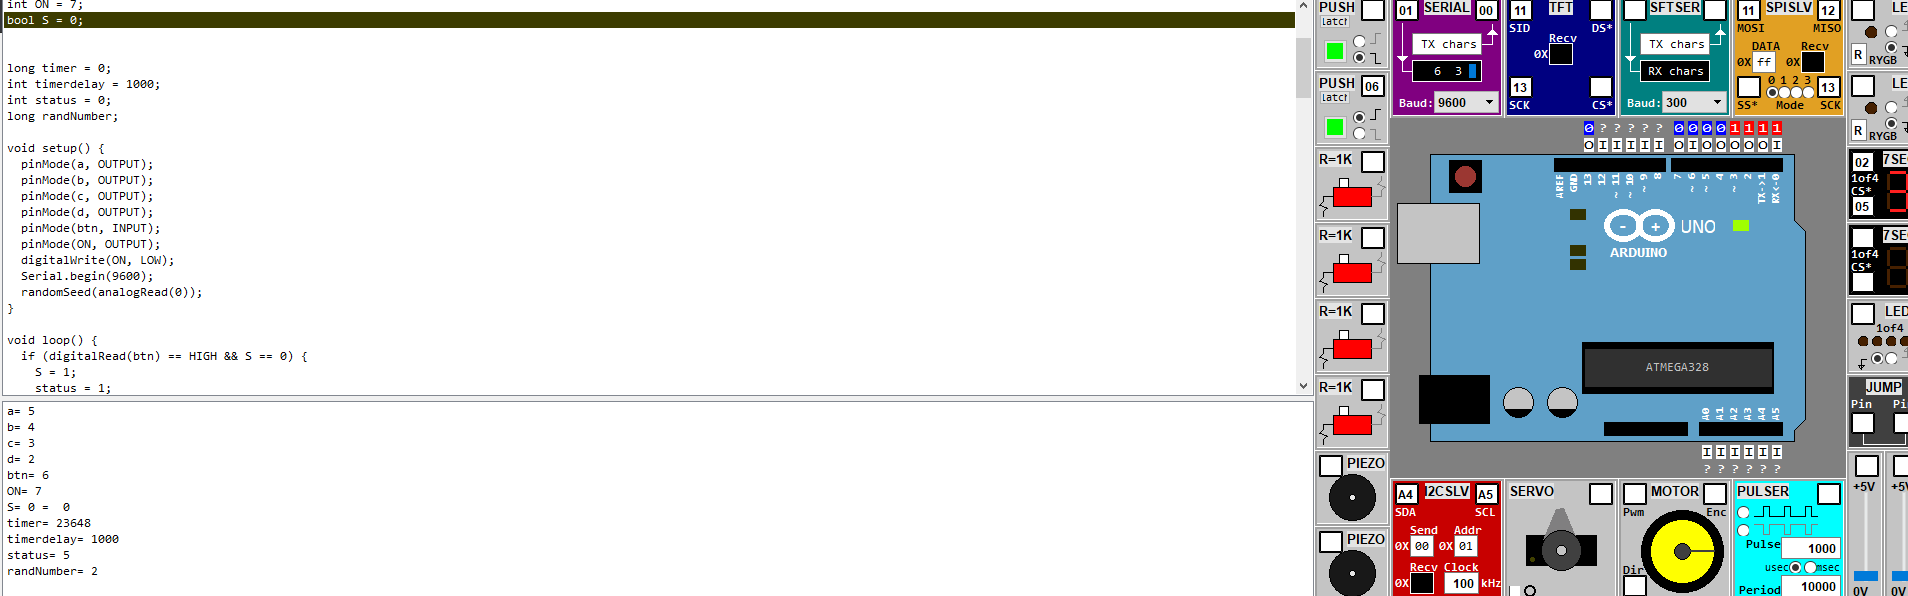 int ON = 7;
bool S = 0;
long timer = 0;
int timerdelay = 1000;
int status = 0;
long randNumber;
void setup() {
pinMode(a, OUTPUT);
pinMode(b, OUTPUT);
pinMode(c, OUTPUT);
pinMode(d, OUTPUT);
pinMode(btn, INPUT);
pinMode(ON, OUTPUT);
digitalWrite(ON, LOW);
Serial.begin(9600);
randomSeed(analogRead(0));
}
void loop() {
if (digitalRead(btn) == HIGH && S == 0) {
S = 1;
status = 1;
a= 5
b= 4
c= 3
d= 2
btn= 6
ON= 7
S= 0 =  0
timer= 23648
timerdelay= 1000
status= 5
randNumber= 2
PUSH
latch
PUSH 06
latch
R=1K
R=1K
R=1K
R=1K
PIEZO
PIEZO
01 SERIAL 00
TX chars
6 3
Baud: 9600
11 TFT
SID DS*
Recv
0X
13
SCK CS*
SFTSER
TX chars
RX chars
Baud: 300
11 SPISLV 12
MOSI MISO
DATA Recv
0X ff 0X
0 1 2 3
13
SS* Mode SCK
0 ? ? ? ? ? 0 0 0 0 1 1 1 1
O I I I I I O I O O O O O I
AREF
GND
13
12
~ 11
~ 10
~ 9
8
7
~ 6
~ 5
4
~ 3
2
TX->1
RX<-0
- + UNO
ARDUINO
ATMEGA328
A0
A1
A2
A3
A4
A5
I I I I I I
? ? ? ? ? ?
A4 I2CSLV A5
SDA SCL
Send Addr
0X 00 0X 01
Recv Clock
0X 100 kHz
SERVO
MOTOR
Pwm Enc
Dir
PULSER
Pulse 1000
usec msec
Period 10000
LE
R RYGB
LE
R RYGB
02 7SE
1of4
CS*
05
7SE
1of4
CS*
LED
1of4
JUMP
Pin Pi
+5V +5V
0V 0V